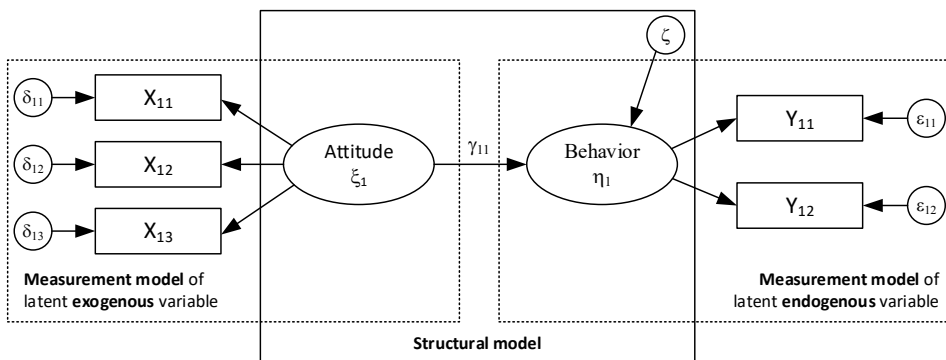 ζ
δ₁₁
X₁₁
Y₁₁
ε₁₁
δ₁₂
X₁₂
Attitude
ξ₁
γ₁₁
Behavior
η₁
δ₁₃
X₁₃
Y₁₂
ε₁₂
Measurement model of
latent exogenous variable
Measurement model of
latent endogenous variable
Structural model